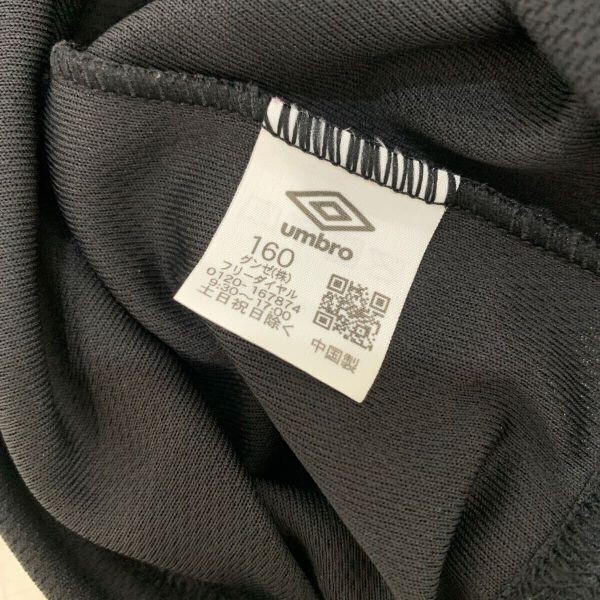 umbro
160
グンゼ(株)
フリーダイヤル
0120-167874
9:30〜17:00
土日祝日除く
中国製